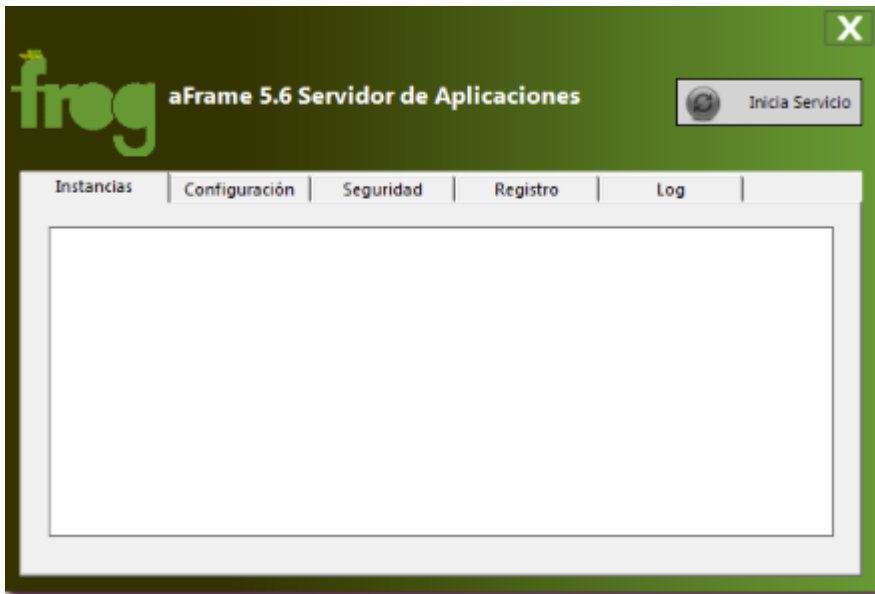 X
frog
aFrame 5.6 Servidor de Aplicaciones
Inicia Servicio
Instancias
Configuración
Seguridad
Registro
Log